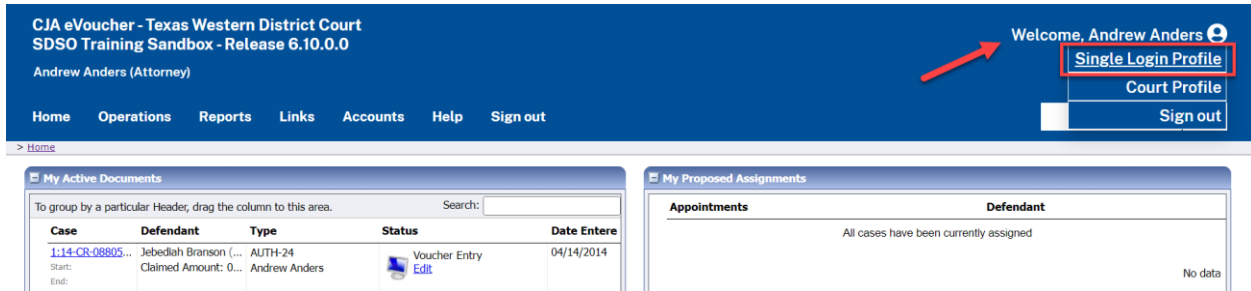 CJA eVoucher - Texas Western District Court
SDSO Training Sandbox - Release 6.10.0.0
Andrew Anders (Attorney)
Welcome, Andrew Anders
Single Login Profile
Court Profile
Sign out
Home Operations Reports Links Accounts Help Sign out
> Home
My Active Documents
To group by a particular Header, drag the column to this area. Search:
Case Defendant Type Status Date Entere
1:14-CR-08805... Jebediah Branson (... AUTH-24 Voucher Entry 04/14/2014
Start: Claimed Amount: 0... Andrew Anders Edit
End:
My Proposed Assignments
Appointments Defendant
All cases have been currently assigned
No data